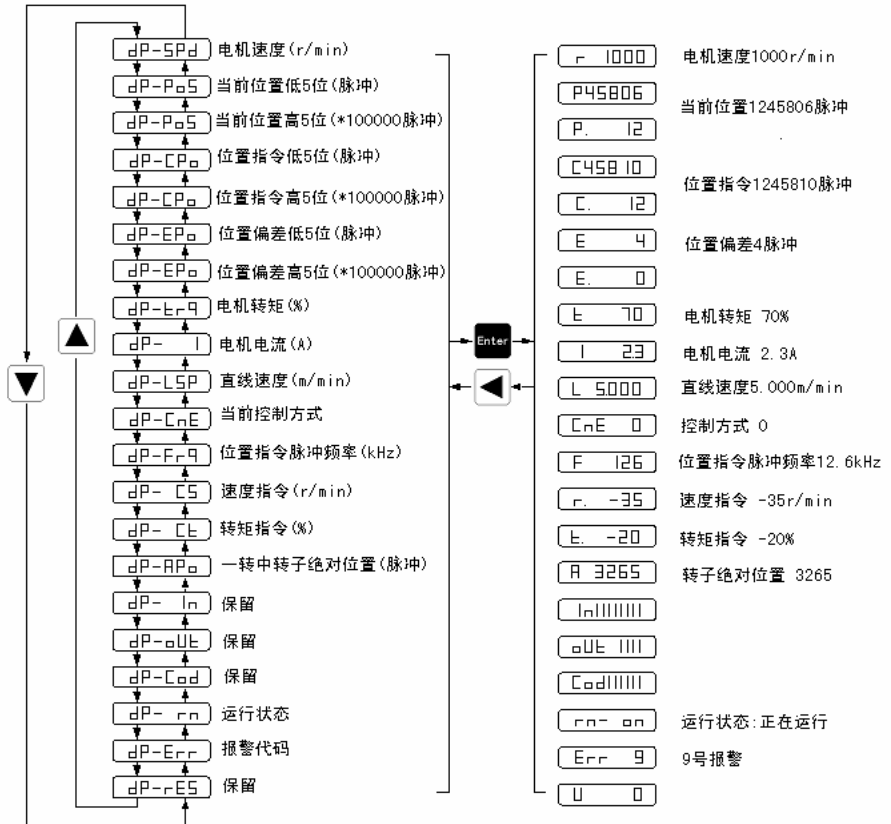 dP-SPd 电机速度(r/min)
dP-PoS 当前位置低5位(脉冲)
dP-PoS 当前位置高5位(*100000脉冲)
dP-CPo 位置指令低5位(脉冲)
dP-CPo 位置指令高5位(*100000脉冲)
dP-EPo 位置偏差低5位(脉冲)
dP-EPo 位置偏差高5位(*100000脉冲)
dP-trq 电机转矩(%)
dP- I 电机电流(A)
dP-LSP 直线速度(m/min)
dP-CnE 当前控制方式
dP-Frq 位置指令脉冲频率(kHz)
dP- CS 速度指令(r/min)
dP- Ct 转矩指令(%)
dP-APo 一转中转子绝对位置(脉冲)
dP- In 保留
dP-oUt 保留
dP-Cod 保留
dP- rn 运行状态
dP-Err 报警代码
dP-rES 保留
Enter
r 1000 电机速度1000r/min
P45806
当前位置1245806脉冲
P. 12
C45810
位置指令1245810脉冲
C. 12
E 4 位置偏差4脉冲
E. 0
t 70 电机转矩 70%
I 2.3 电机电流 2.3A
L 5.000 直线速度5.000m/min
CnE 0 控制方式 0
F 126 位置指令脉冲频率12.6kHz
r. -35 速度指令 -35r/min
t. -20 转矩指令 -20%
A 3265 转子绝对位置 3265
In||||||||
oUt ||||
Cod||||||
rn- on 运行状态:正在运行
Err 9 9号报警
U 0